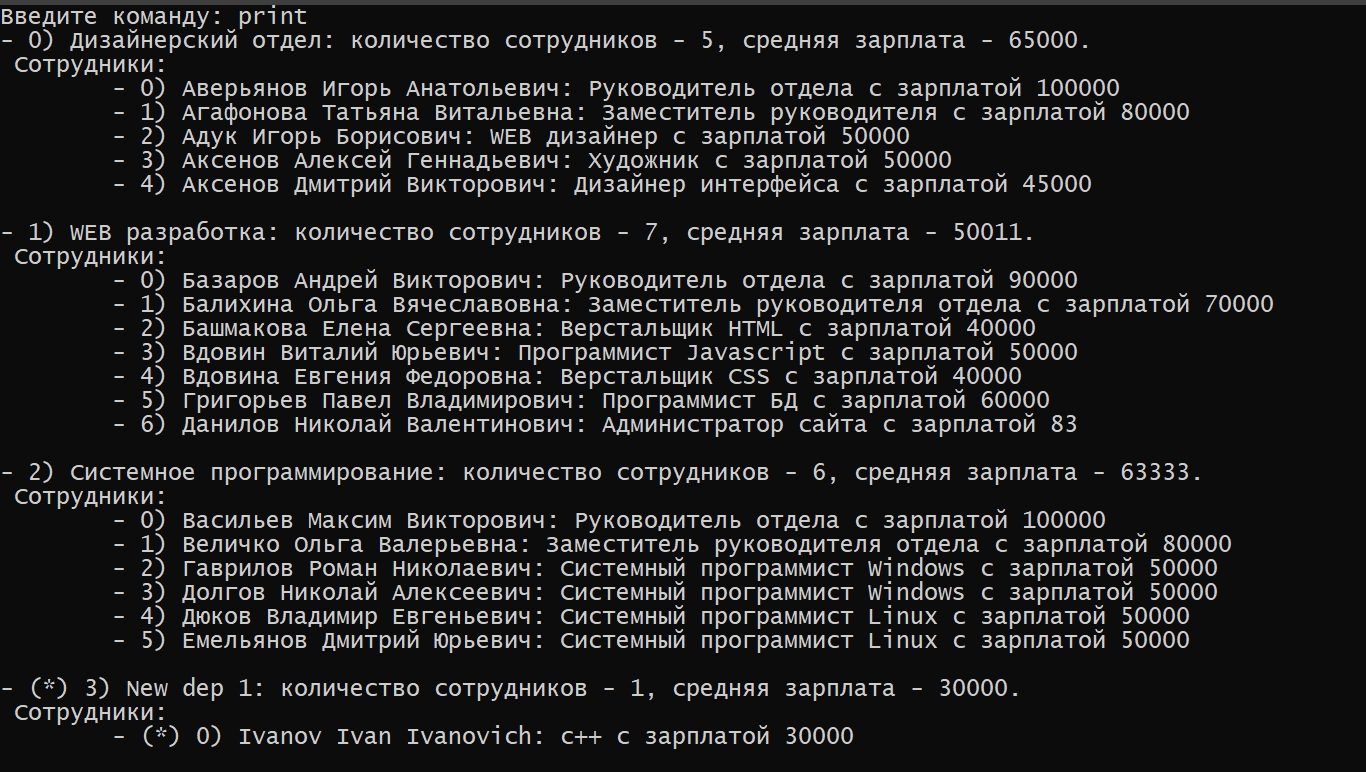 Введите команду: print
- 0) Дизайнерский отдел: количество сотрудников - 5, средняя зарплата - 65000.
Сотрудники:
- 0) Аверьянов Игорь Анатольевич: Руководитель отдела с зарплатой 100000
- 1) Агафонова Татьяна Витальевна: Заместитель руководителя с зарплатой 80000
- 2) Адук Игорь Борисович: WEB дизайнер с зарплатой 50000
- 3) Аксенов Алексей Геннадьевич: Художник с зарплатой 50000
- 4) Аксенов Дмитрий Викторович: Дизайнер интерфейса с зарплатой 45000
- 1) WEB разработка: количество сотрудников - 7, средняя зарплата - 50011.
Сотрудники:
- 0) Базаров Андрей Викторович: Руководитель отдела с зарплатой 90000
- 1) Балихина Ольга Вячеславовна: Заместитель руководителя отдела с зарплатой 70000
- 2) Башмакова Елена Сергеевна: Верстальщик HTML с зарплатой 40000
- 3) Вдовин Виталий Юрьевич: Программист Javascript с зарплатой 50000
- 4) Вдовина Евгения Федоровна: Верстальщик CSS с зарплатой 40000
- 5) Григорьев Павел Владимирович: Программист БД с зарплатой 60000
- 6) Данилов Николай Валентинович: Администратор сайта с зарплатой 83
- 2) Системное программирование: количество сотрудников - 6, средняя зарплата - 63333.
Сотрудники:
- 0) Васильев Максим Викторович: Руководитель отдела с зарплатой 100000
- 1) Величко Ольга Валерьевна: Заместитель руководителя отдела с зарплатой 80000
- 2) Гаврилов Роман Николаевич: Системный программист Windows с зарплатой 50000
- 3) Долгов Николай Алексеевич: Системный программист Windows с зарплатой 50000
- 4) Дюков Владимир Евгеньевич: Системный программист Linux с зарплатой 50000
- 5) Емельянов Дмитрий Юрьевич: Системный программист Linux с зарплатой 50000
- (*) 3) New dep 1: количество сотрудников - 1, средняя зарплата - 30000.
Сотрудники:
- (*) 0) Ivanov Ivan Ivanovich: c++ с зарплатой 30000